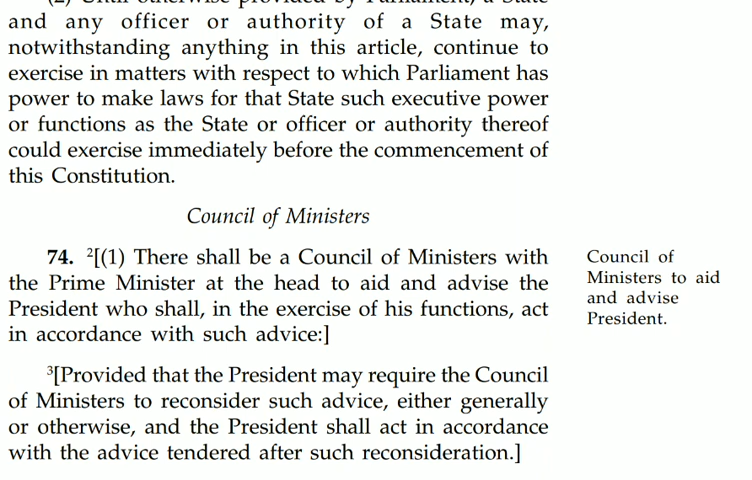 (2) Until otherwise provided by Parliament, a State
and any officer or authority of a State may,
notwithstanding anything in this article, continue to
exercise in matters with respect to which Parliament has
power to make laws for that State such executive power
or functions as the State or officer or authority thereof
could exercise immediately before the commencement of
this Constitution.
Council of Ministers
74. ²[(1) There shall be a Council of Ministers with
the Prime Minister at the head to aid and advise the
President who shall, in the exercise of his functions, act
in accordance with such advice:]
Council of
Ministers to aid
and advise
President.
³[Provided that the President may require the Council
of Ministers to reconsider such advice, either generally
or otherwise, and the President shall act in accordance
with the advice tendered after such reconsideration.]